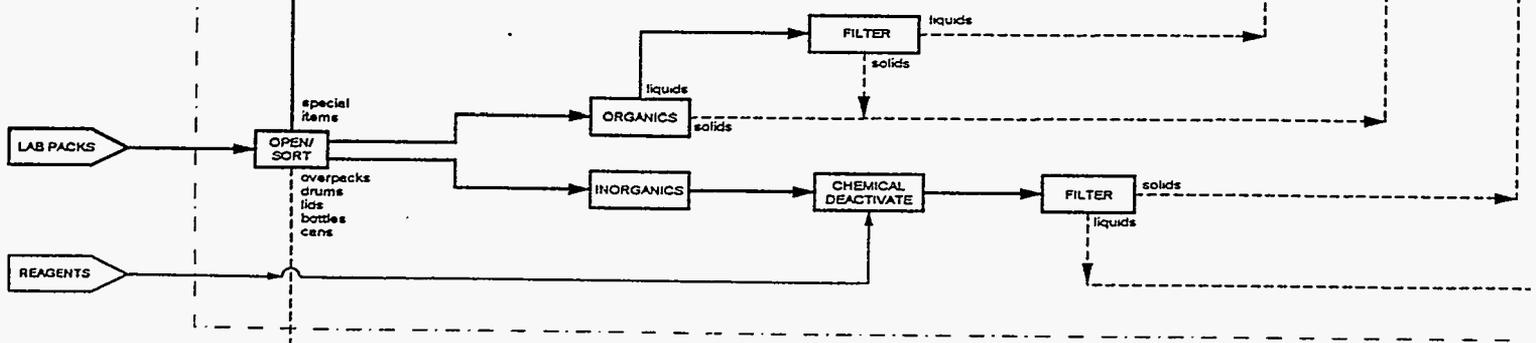 liquids
FILTER
solids
liquids
special
items
ORGANICS
solids
LAB PACKS
OPEN/
SORT
overpacks
drums
lids
bottles
cans
INORGANICS
CHEMICAL
DEACTIVATE
FILTER
solids
liquids
REAGENTS